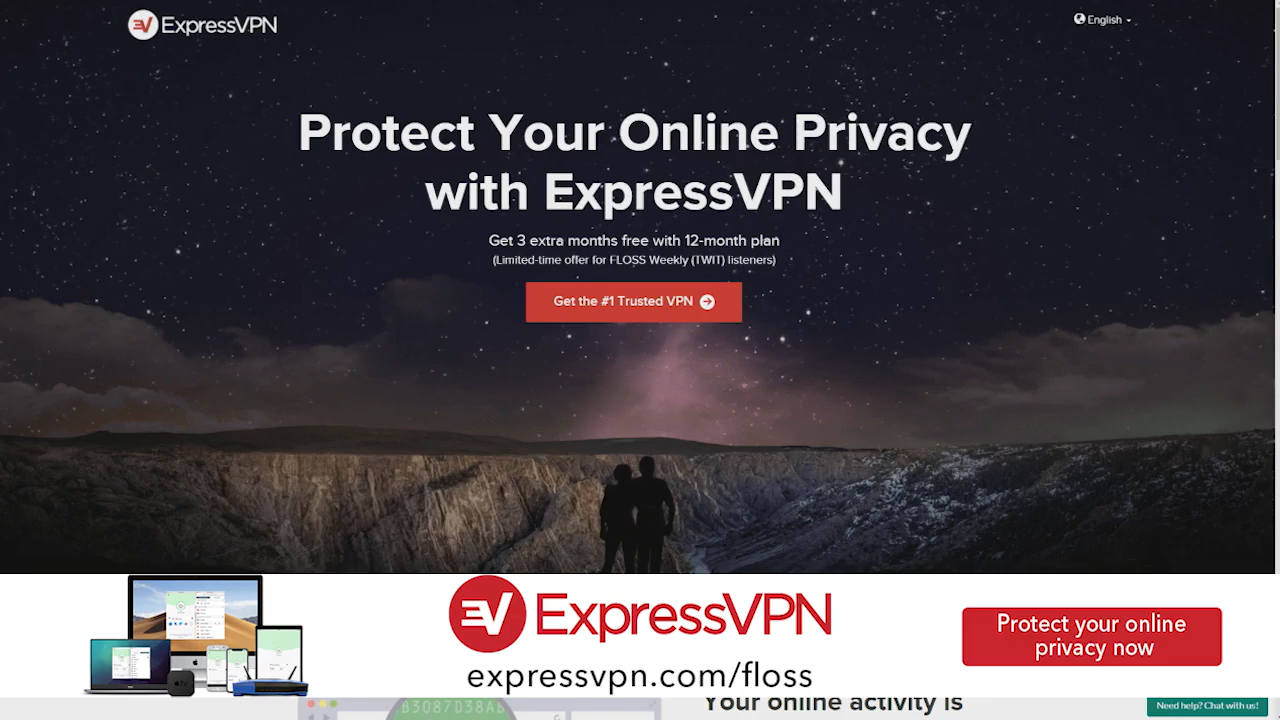 ExpressVPN
English
Protect Your Online Privacy
with ExpressVPN
Get 3 extra months free with 12-month plan
(Limited-time offer for FLOSS Weekly (TWIT) listeners)
Get the #1 Trusted VPN
ExpressVPN
expressvpn.com/floss
Protect your online
privacy now
B3087D38AB
Your online activity is
Need help? Chat with us!